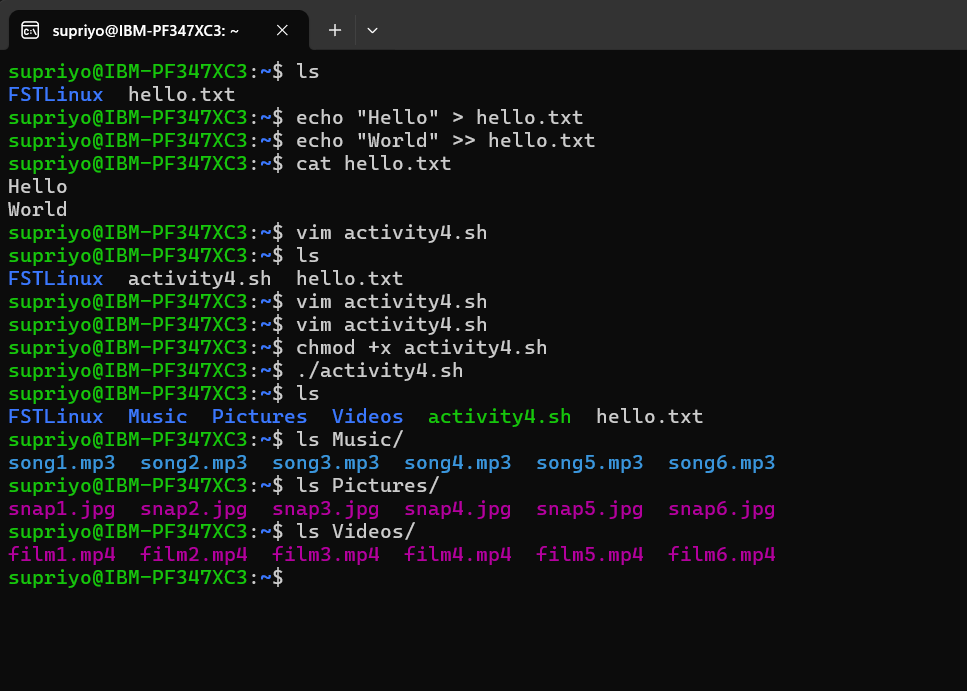 supriyo@IBM-PF347XC3: ~
supriyo@IBM-PF347XC3:~$ ls
FSTLinux  hello.txt
supriyo@IBM-PF347XC3:~$ echo "Hello" > hello.txt
supriyo@IBM-PF347XC3:~$ echo "World" >> hello.txt
supriyo@IBM-PF347XC3:~$ cat hello.txt
Hello
World
supriyo@IBM-PF347XC3:~$ vim activity4.sh
supriyo@IBM-PF347XC3:~$ ls
FSTLinux  activity4.sh  hello.txt
supriyo@IBM-PF347XC3:~$ vim activity4.sh
supriyo@IBM-PF347XC3:~$ vim activity4.sh
supriyo@IBM-PF347XC3:~$ chmod +x activity4.sh
supriyo@IBM-PF347XC3:~$ ./activity4.sh
supriyo@IBM-PF347XC3:~$ ls
FSTLinux  Music  Pictures  Videos  activity4.sh  hello.txt
supriyo@IBM-PF347XC3:~$ ls Music/
song1.mp3  song2.mp3  song3.mp3  song4.mp3  song5.mp3  song6.mp3
supriyo@IBM-PF347XC3:~$ ls Pictures/
snap1.jpg  snap2.jpg  snap3.jpg  snap4.jpg  snap5.jpg  snap6.jpg
supriyo@IBM-PF347XC3:~$ ls Videos/
film1.mp4  film2.mp4  film3.mp4  film4.mp4  film5.mp4  film6.mp4
supriyo@IBM-PF347XC3:~$